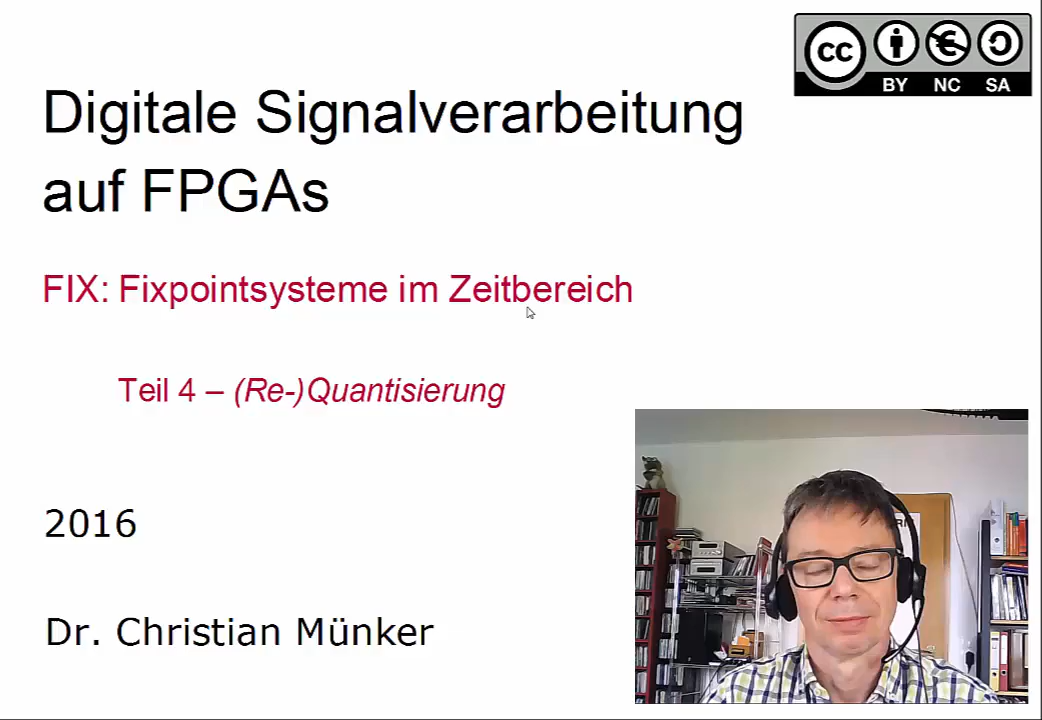 cc
BY NC SA
Digitale Signalverarbeitung
auf FPGAs
FIX: Fixpointsysteme im Zeitbereich
Teil 4 – (Re-)Quantisierung
2016
Dr. Christian Münker